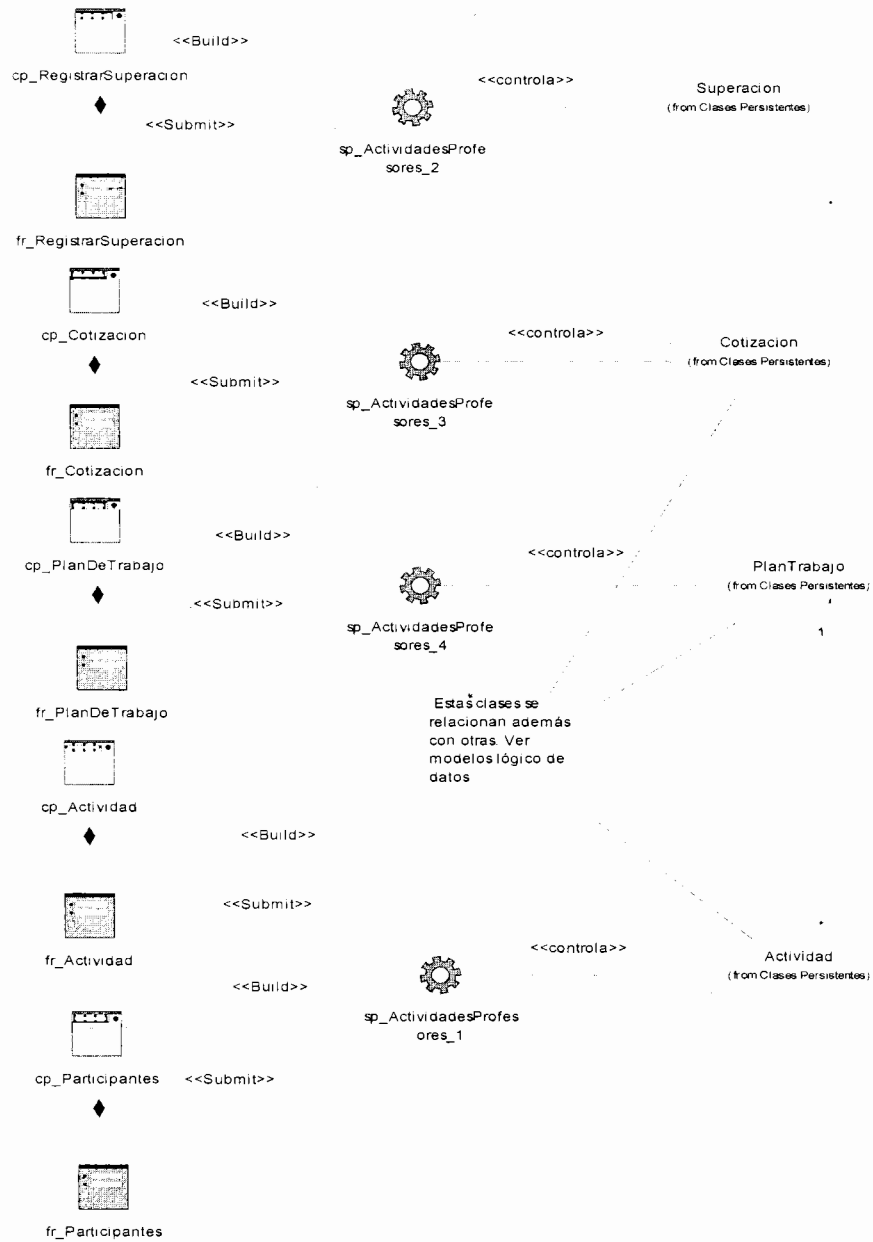 <<Build>>
cp_RegistrarSuperacion
<<controla>>
Superacion
(from Clases Persistentes)
<<Submit>>
sp_ActividadesProfe
sores_2
fr_RegistrarSuperacion
<<Build>>
cp_Cotizacion
<<controla>>
Cotizacion
(from Clases Persistentes)
<<Submit>>
sp_ActividadesProfe
sores_3
fr_Cotizacion
<<Build>>
cp_PlanDeTrabajo
<<controla>>
PlanTrabajo
(from Clases Persistentes)
1
<<Submit>>
sp_ActividadesProfe
sores_4
fr_PlanDeTrabajo
Estas clases se
relacionan además
con otras. Ver
modelos lógico de
datos
cp_Actividad
<<Build>>
<<Submit>>
fr_Actividad
<<controla>>
Actividad
(from Clases Persistentes)
<<Build>>
sp_ActividadesProfes
ores_1
cp_Participantes
<<Submit>>
fr_Participantes